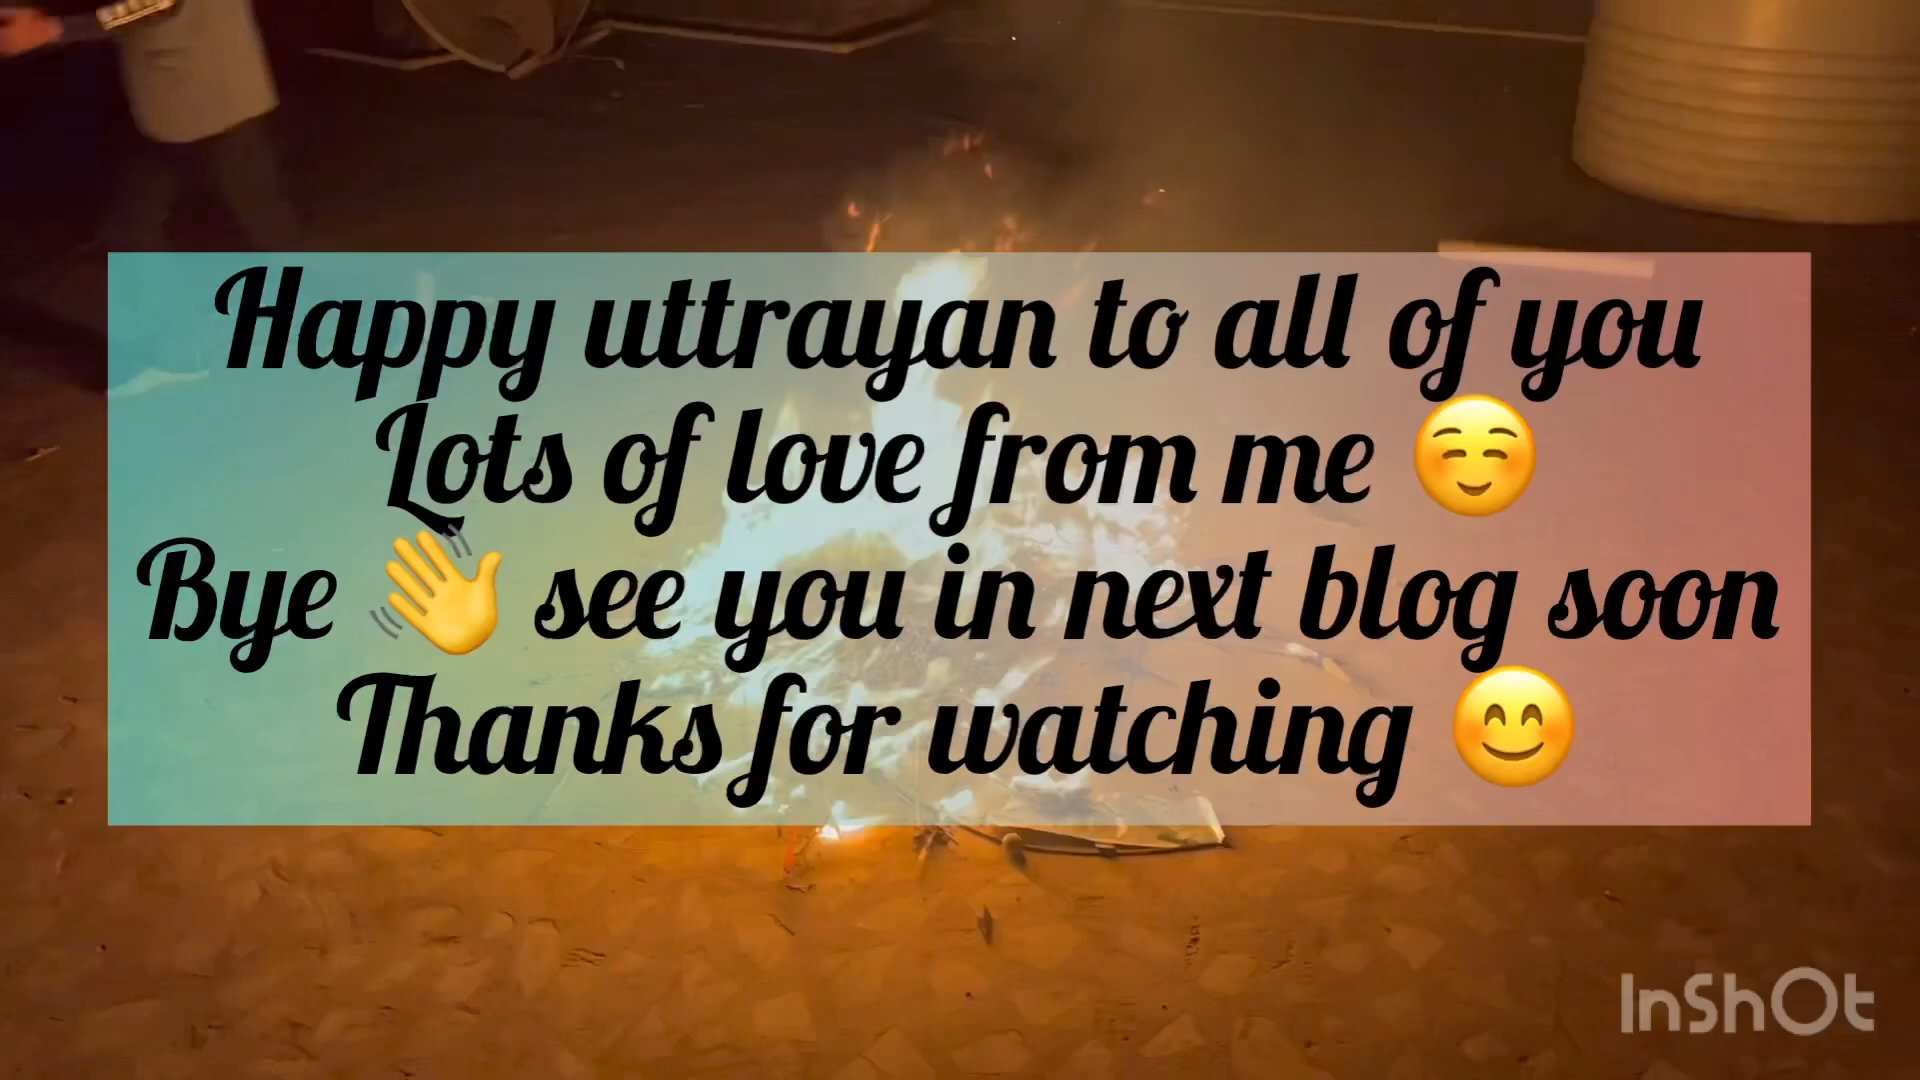 Happy uttrayan to all of you
Lots of love from me ☺️
Bye 👋 see you in next blog soon
Thanks for watching 😊
InShOt